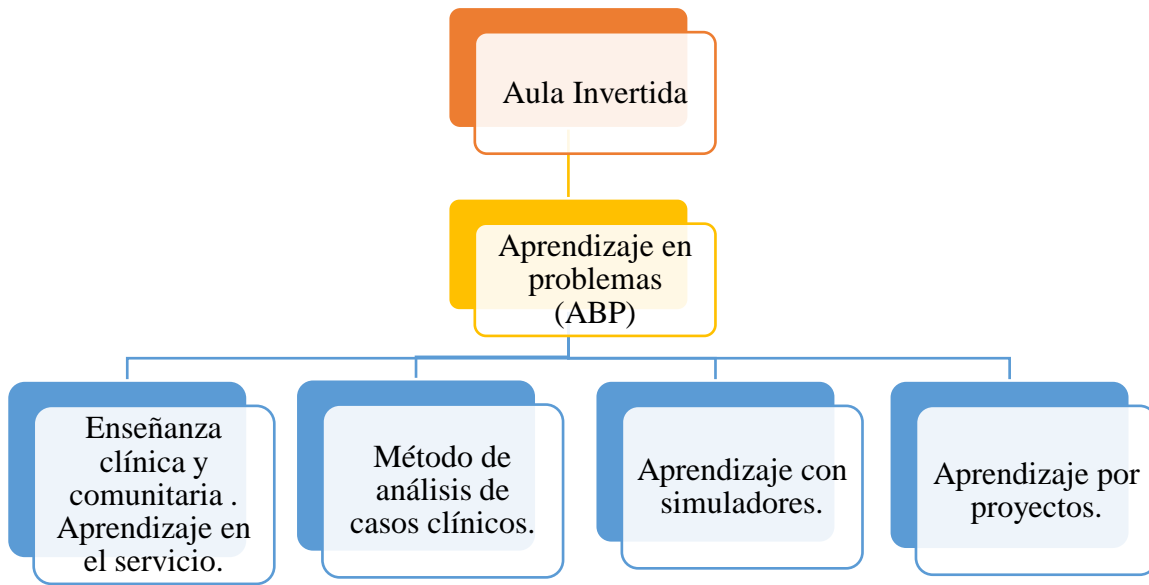 Aula Invertida
Aprendizaje en
problemas
(ABP)
Enseñanza
clínica y
comunitaria .
Aprendizaje en
el servicio.
Método de
análisis de
casos clínicos.
Aprendizaje con
simuladores.
Aprendizaje por
proyectos.